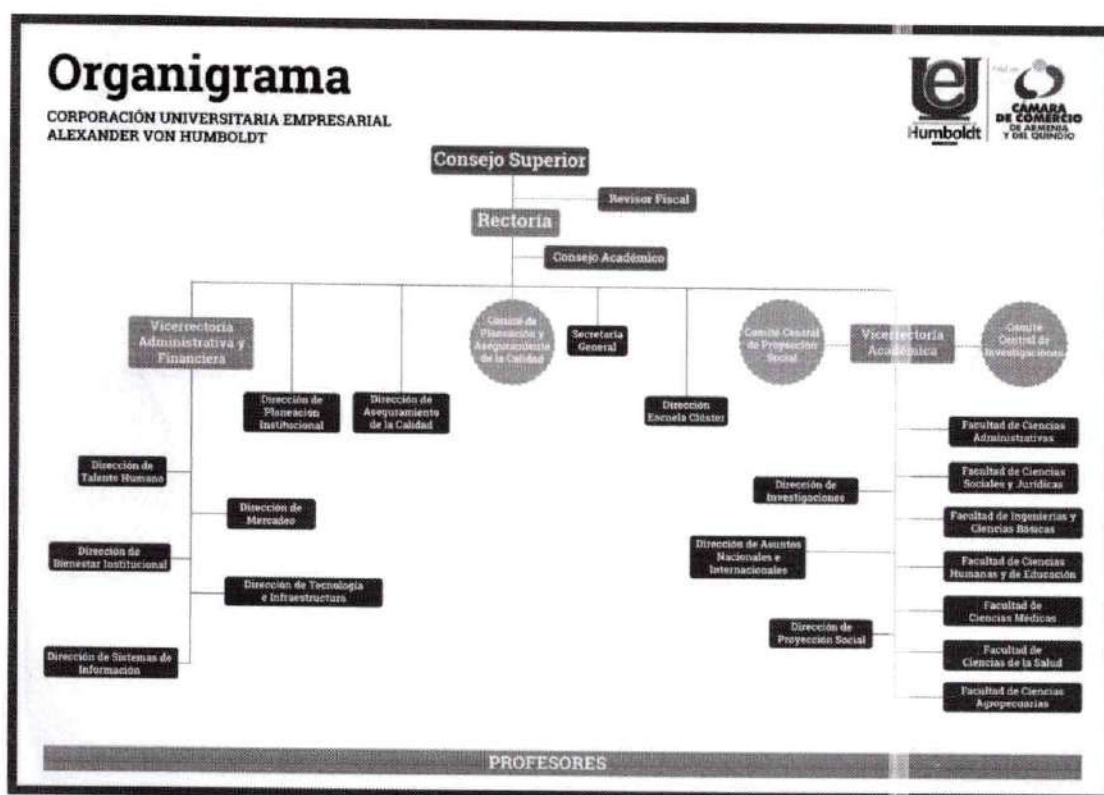 Organigrama
CORPORACIÓN UNIVERSITARIA EMPRESARIAL
ALEXANDER VON HUMBOLDT
Humboldt
CÁMARA
DE COMERCIO
DE ARMENIA
Y DEL QUINDÍO
Consejo Superior
Revisor Fiscal
Rectoría
Consejo Académico
Vicerrectoría
Administrativa y
Financiera
Comité de
Planeación y
Aseguramiento
de la Calidad
Secretaría
General
Comité Central
de Proyección
Social
Vicerrectoría
Académica
Comité
Central de
Investigaciones
Dirección de
Planeación
Institucional
Dirección de
Aseguramiento
de la Calidad
Dirección
Escuela Clúster
Dirección de
Talento Humano
Dirección de
Mercadeo
Dirección de
Bienestar Institucional
Dirección de Tecnología
e Infraestructura
Dirección de Sistemas de
Información
Dirección de
Investigaciones
Dirección de Asuntos
Nacionales e
Internacionales
Dirección de
Proyección Social
Facultad de Ciencias
Administrativas
Facultad de Ciencias
Sociales y Jurídicas
Facultad de Ingenierías y
Ciencias Básicas
Facultad de Ciencias
Humanas y de Educación
Facultad de
Ciencias Médicas
Facultad de
Ciencias de la Salud
Facultad de Ciencias
Agropecuarias
PROFESORES